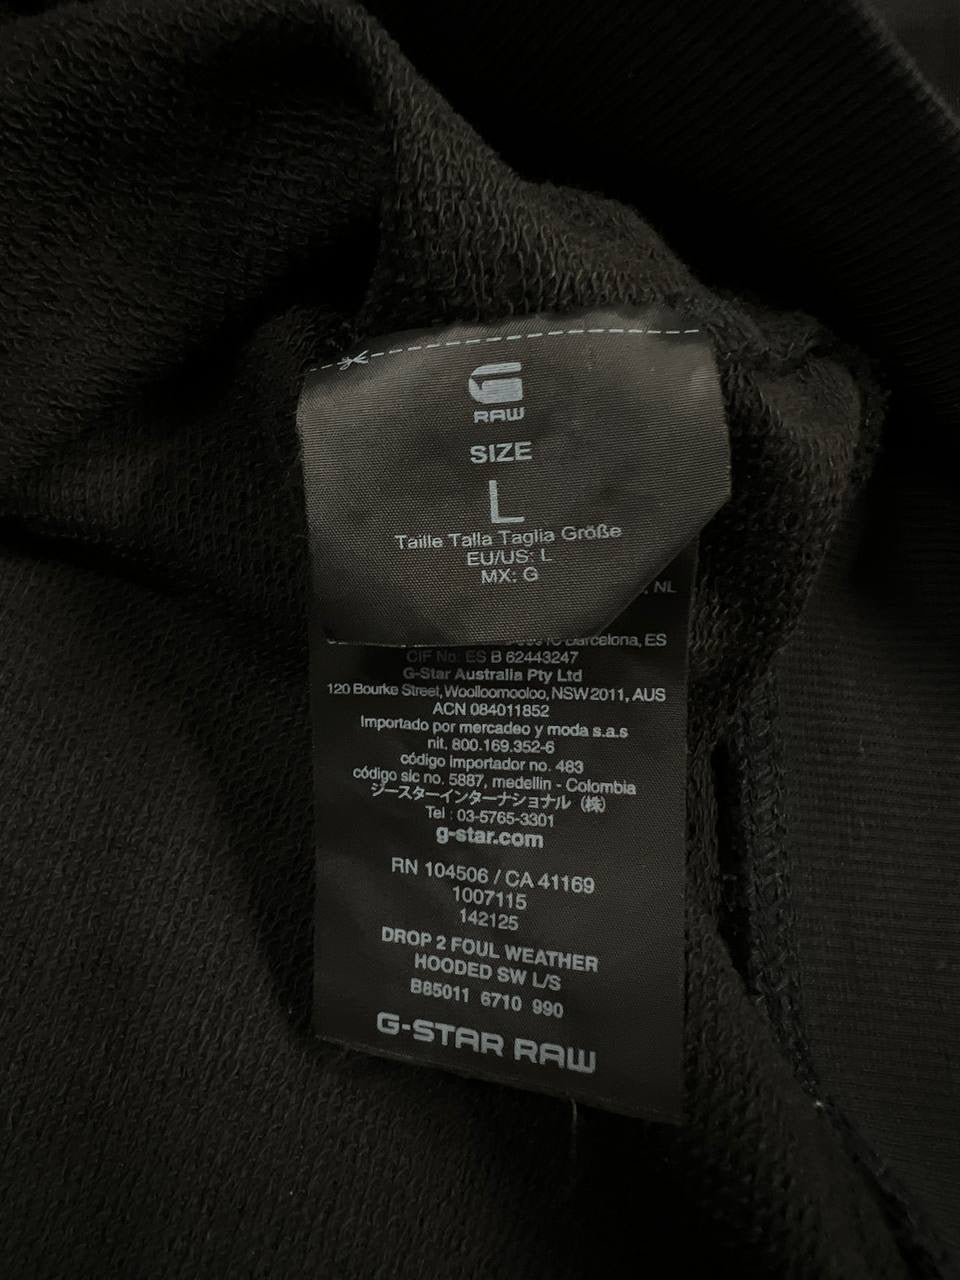 RAW
SIZE
L
Taille Talla Taglia Größe
EU/US: L
MX: G
, NL
Barcelona, ES
CIF No: ES B 62443247
G-Star Australia Pty Ltd
120 Bourke Street, Woolloomooloo, NSW 2011, AUS
ACN 084011852
Importado por mercadeo y moda s.a.s
nit. 800.169.352-6
código importador no. 483
código sic no. 5887, medellin - Colombia
ジースターインターナショナル（株）
Tel : 03-5765-3301
g-star.com
RN 104506 / CA 41169
1007115
142125
DROP 2 FOUL WEATHER
HOODED SW L/S
B85011 6710 990
G-STAR RAW